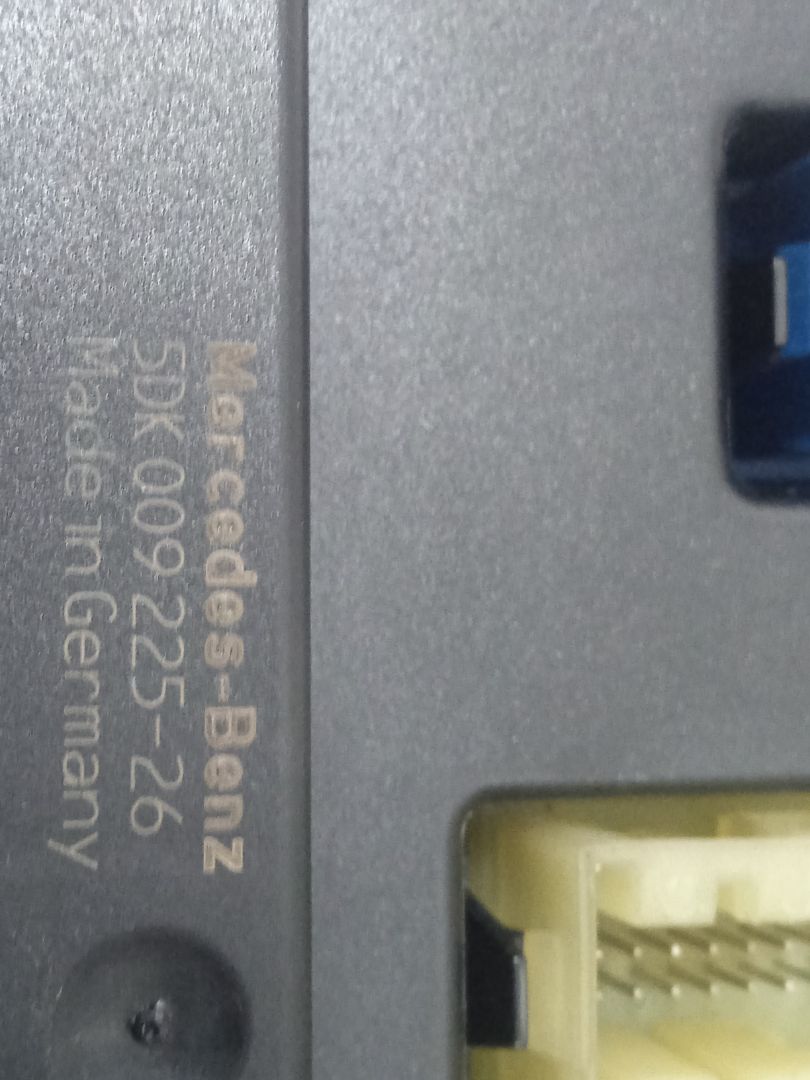 Mercedes-Benz
5DK 009 225-26
Made in Germany